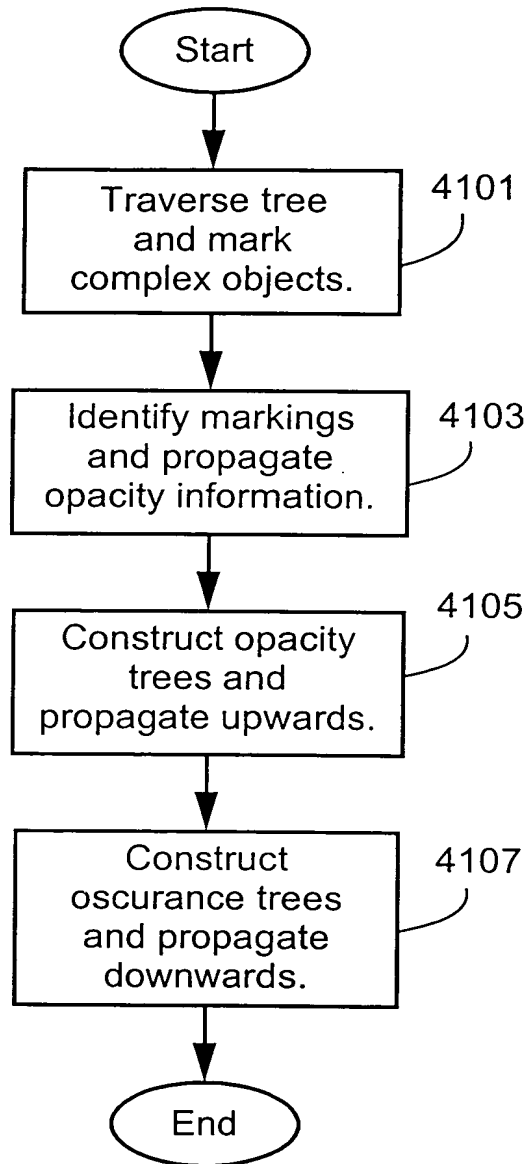 Start
Traverse tree
and mark
complex objects.
4101
Identify markings
and propagate
opacity information.
4103
Construct opacity
trees and
propagate upwards.
4105
Construct
oscurance trees
and propagate
downwards.
4107
End